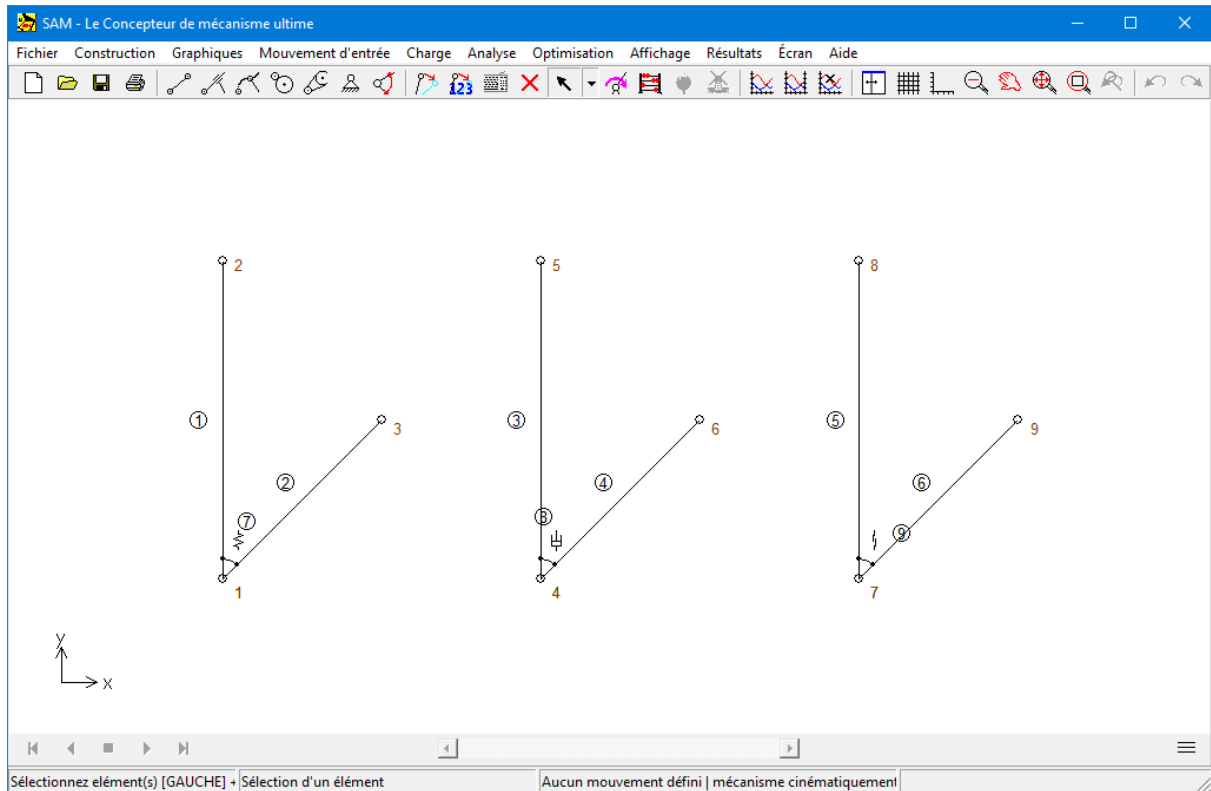 SAM - Le Concepteur de mécanisme ultime
Fichier Construction Graphiques Mouvement d'entrée Charge Analyse Optimisation Affichage Résultats Écran Aide
123
2 5 8
1 3 3 6 5 9
2 4 6
7 8 9
1 4 7
y
x
Sélectionnez elément(s) [GAUCHE] + Sélection d'un élément Aucun mouvement défini | mécanisme cinématiquement